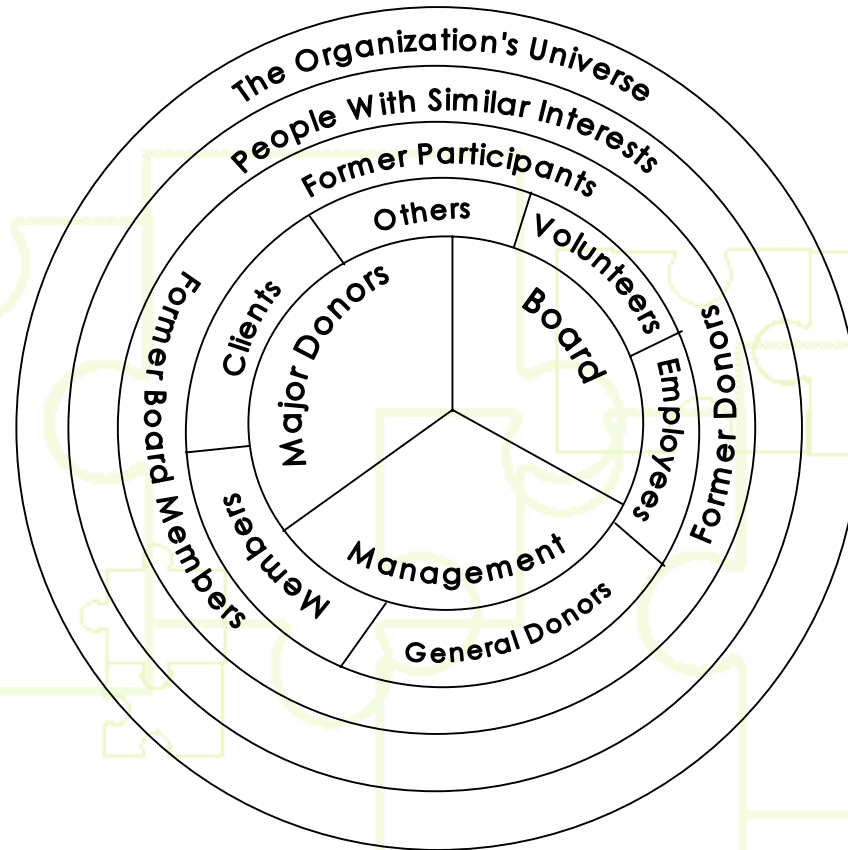 The Organization's Universe
People With Similar Interests
Former Participants
Others
Volunteers
Clients
Major Donors
Board
Former Board Members
Former Donors
Employees
Members
Management
General Donors